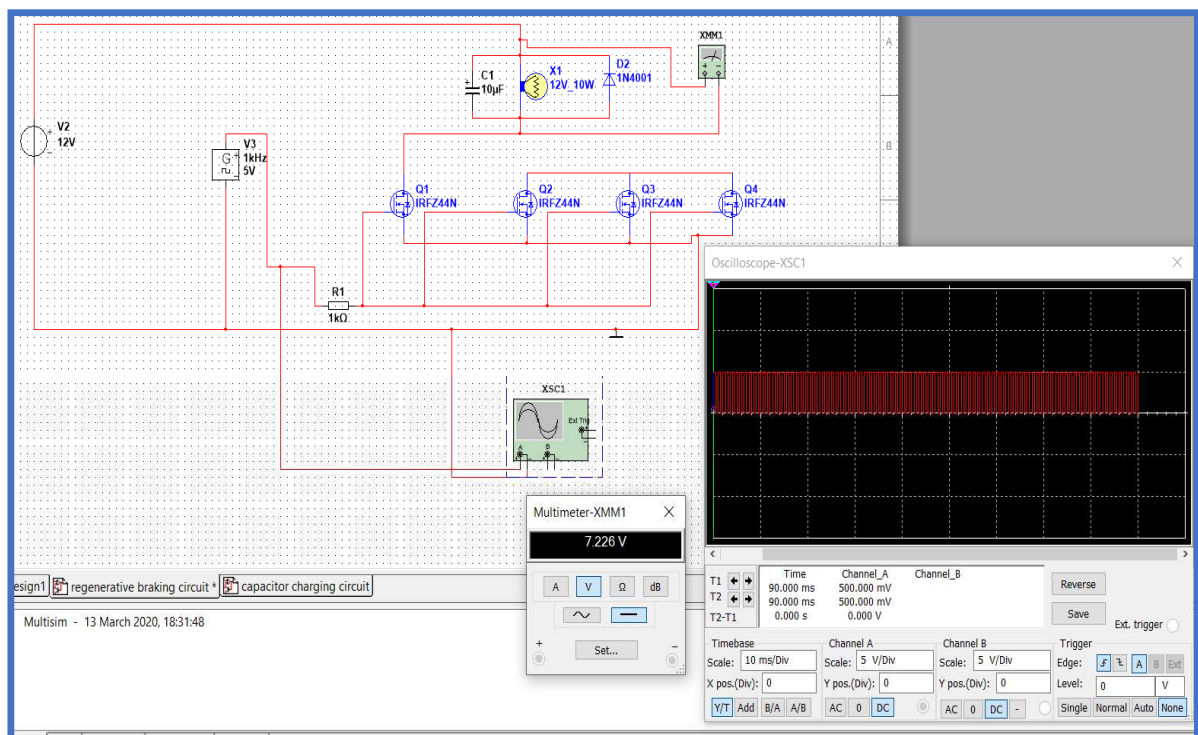 XMM1
A
D2
1N4001
X1
12V_10W
C1
10µF
V2
12V
V3
1kHz
5V
G
B
Q1
IRFZ44N
Q2
IRFZ44N
Q3
IRFZ44N
Q4
IRFZ44N
R1
1kΩ
XSC1
Ext Trig
A B
Oscilloscope-XSC1
Multimeter-XMM1
7.226 V
A V Ω dB
+ Set... -
esign1 regenerative braking circuit * capacitor charging circuit
Multisim - 13 March 2020, 18:31:48
Time Channel_A Channel_B
T1 90.000 ms 500.000 mV
T2 90.000 ms 500.000 mV
T2-T1 0.000 s 0.000 V
Reverse
Save
Ext. trigger
Timebase
Scale: 10 ms/Div
X pos.(Div): 0
Y/T Add B/A A/B
Channel A
Scale: 5 V/Div
Y pos.(Div): 0
AC 0 DC
Channel B
Scale: 5 V/Div
Y pos.(Div): 0
AC 0 DC -
Trigger
Edge: A B Ext
Level: 0 V
Single Normal Auto None